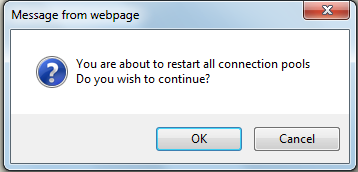 Message from webpage
You are about to restart all connection pools
Do you wish to continue?
OK
Cancel